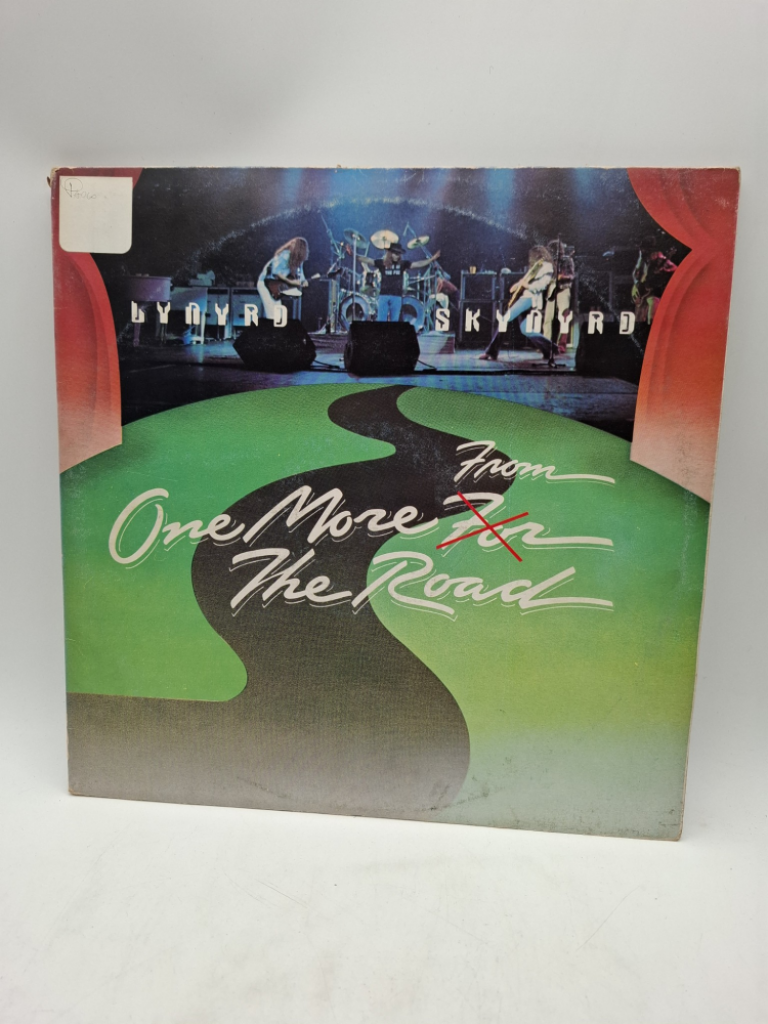 LYNYRD SKYNYRD
From
One More For
The Road